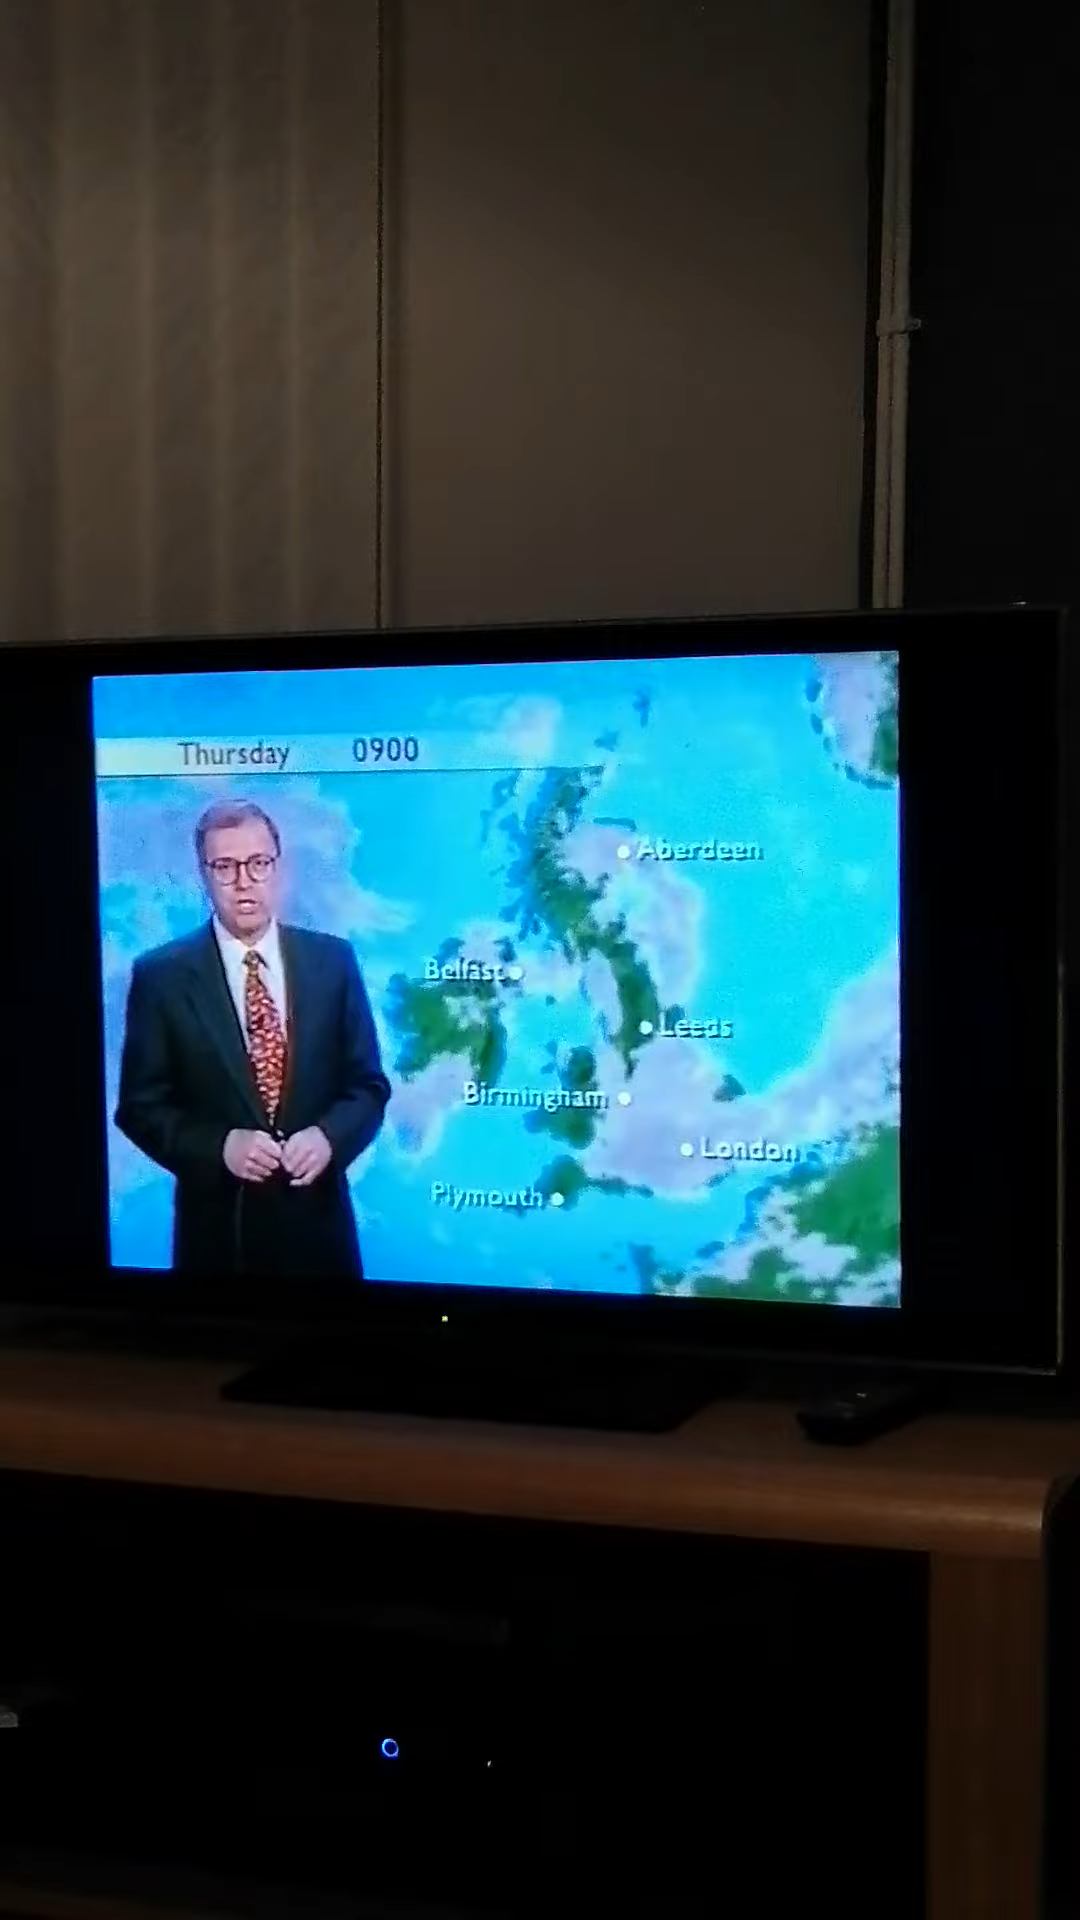 Thursday 0900
Aberdeen
Belfast
Leeds
Birmingham
London
Plymouth